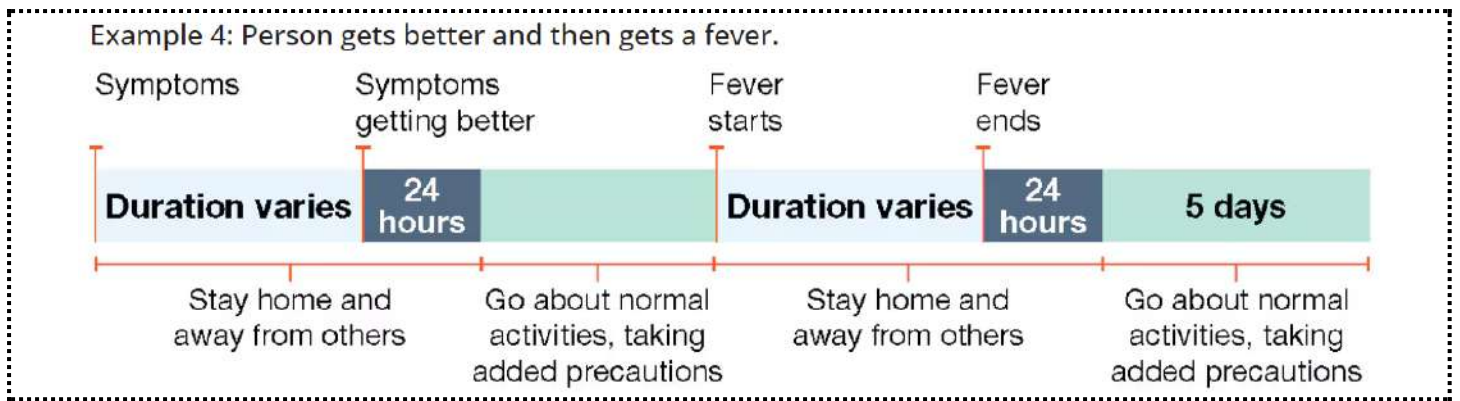 Example 4: Person gets better and then gets a fever.
Symptoms
Symptoms
getting better
Fever
starts
Fever
ends
Duration varies
24
hours
Duration varies
24
hours
5 days
Stay home and
away from others
Go about normal
activities, taking
added precautions
Stay home and
away from others
Go about normal
activities, taking
added precautions